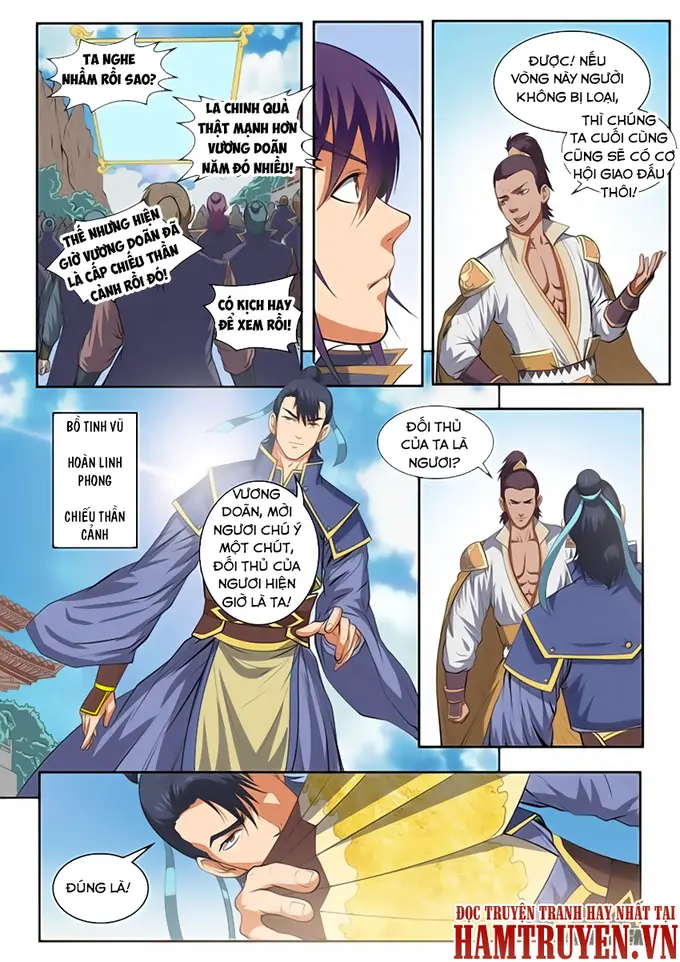 TA NGHE
NHẦM RỒI SAO?
LA CHINH QUẢ
THẬT MẠNH HƠN
VƯƠNG DOÃN
NĂM ĐÓ NHIỀU!
THẾ NHƯNG HIỆN
GIỜ VƯƠNG DOÃN ĐÃ
LÀ CẤP CHIẾU THẦN
CẢNH RỒI ĐÓ!
CÓ KỊCH HAY
ĐỂ XEM RỒI!
ĐƯỢC! NẾU
VÒNG NÀY NGƯƠI
KHÔNG BỊ LOẠI,
THÌ CHÚNG
TA CUỐI CÙNG
CŨNG SẼ CÓ CƠ
HỘI GIAO ĐẤU
THÔI!
BỒ TINH VŨ
HOÀN LINH
PHONG
CHIẾU THẦN
CẢNH
VƯƠNG
DOÃN, MỜI
NGƯƠI CHÚ Ý
MỘT CHÚT,
ĐỐI THỦ CỦA
NGƯƠI HIỆN
GIỜ LÀ TA!
ĐỐI THỦ
CỦA TA LÀ
NGƯƠI?
ĐÚNG LÀ!
ĐỌC TRUYỆN TRANH HAY NHẤT TẠI
HAMTRUYEN.VN